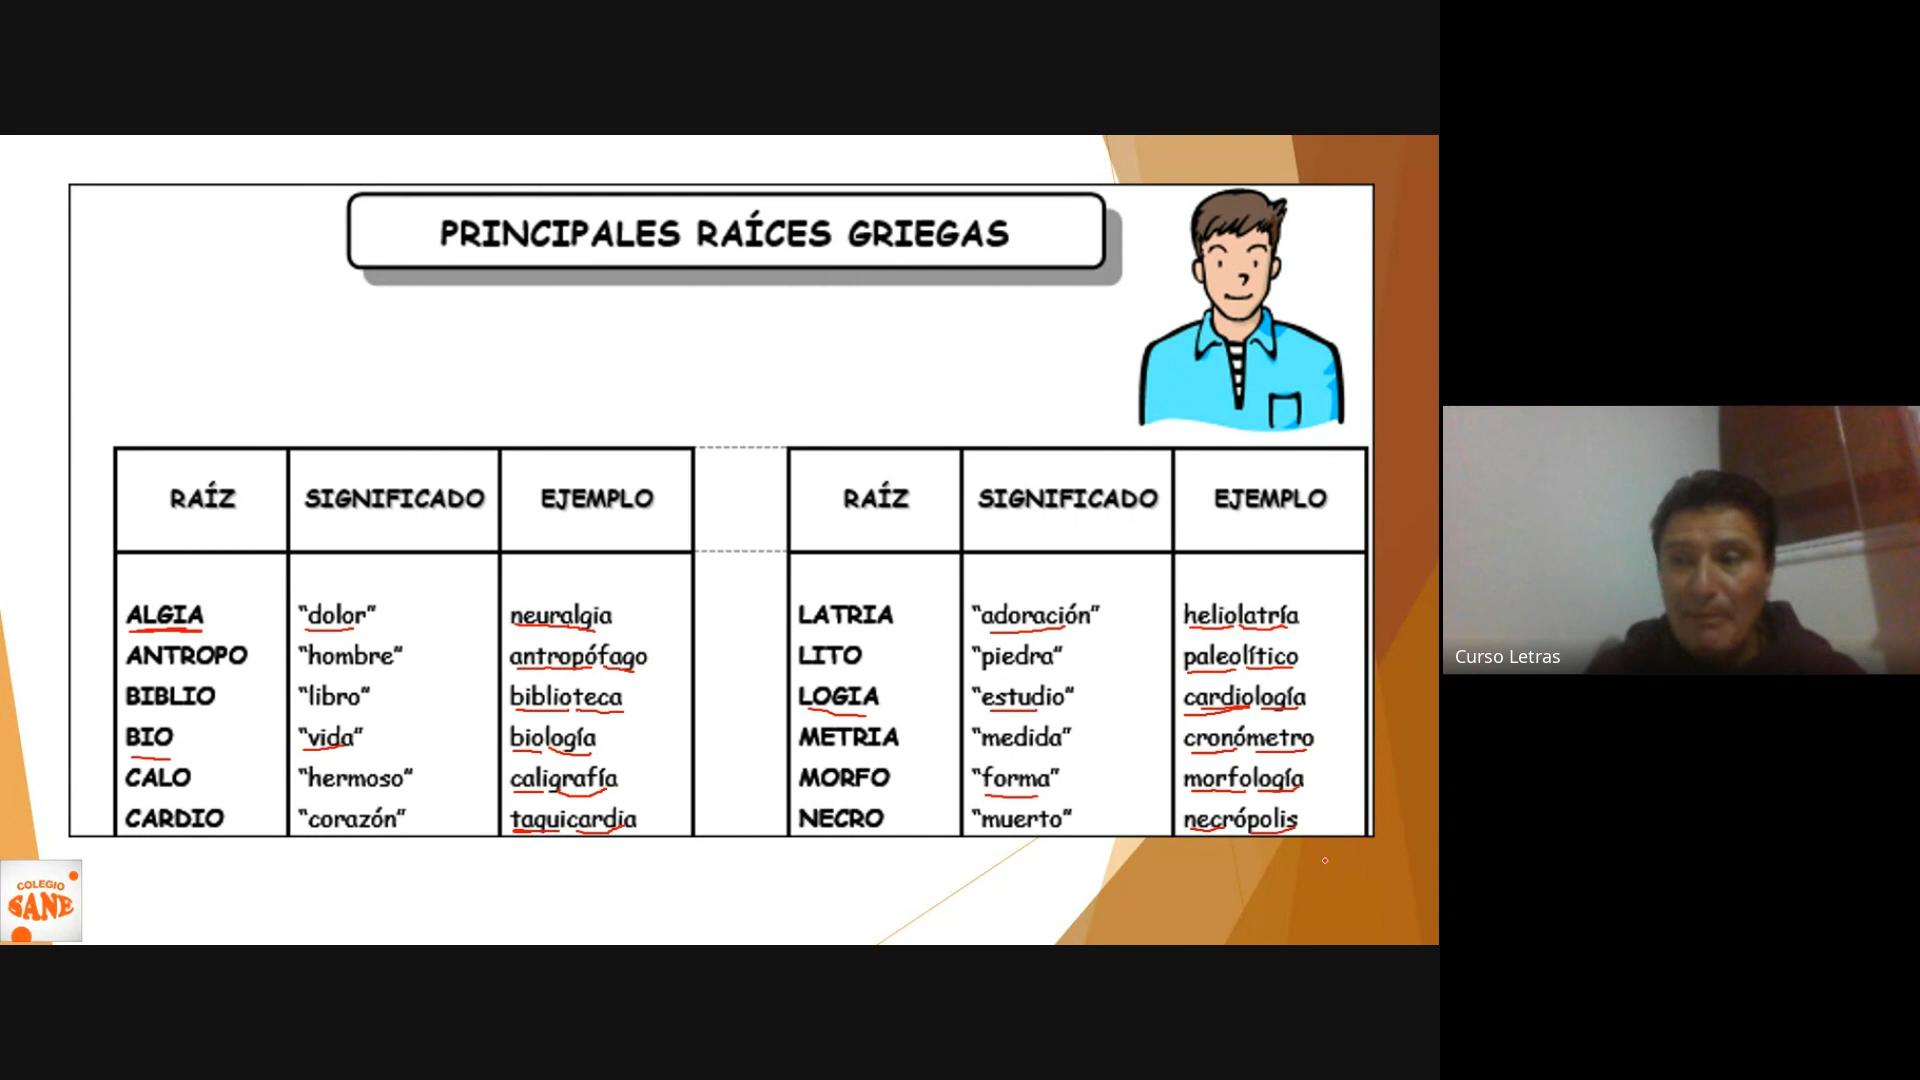 PRINCIPALES RAÍCES GRIEGAS
RAÍZ SIGNIFICADO EJEMPLO RAÍZ SIGNIFICADO EJEMPLO
ALGIA "dolor" neuralgia LATRIA "adoración" heliolatría
ANTROPO "hombre" antropófago LITO "piedra" paleolítico
BIBLIO "libro" biblioteca LOGIA "estudio" cardiología
BIO "vida" biología METRIA "medida" cronómetro
CALO "hermoso" caligrafía MORFO "forma" morfología
CARDIO "corazón" taquicardia NECRO "muerto" necrópolis
COLEGIO
SANE
Curso Letras